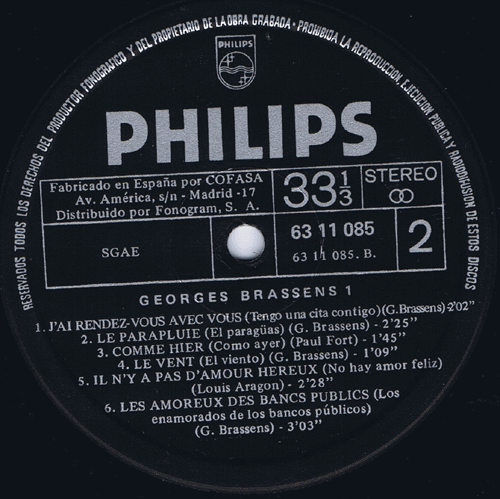 RESERVADOS TODOS LOS DERECHOS DEL PRODUCTOR FONOGRAFICO Y DEL PROPIETARIO DE LA OBRA GRABADA - PROHIBIDA LA REPRODUCCION, EJECUCION PUBLICA Y RADIODIFUSION DE ESTOS DISCOS
PHILIPS
PHILIPS
Fabricado en España por COFASA
Av. América, s/n - Madrid -17
Distribuido por Fonogram, S. A.
33 1/3
STEREO
SGAE
63 11 085
63 11 085. B.
2
GEORGES BRASSENS 1
1. J'AI RENDEZ-VOUS AVEC VOUS (Tengo una cita contigo) (G. Brassens) - 2'02"
2. LE PARAPLUIE (El paragüas) (G. Brassens) - 2'25"
3. COMME HIER (Como ayer) (Paul Fort) - 1'45"
4. LE VENT (El viento) (G. Brassens) - 1'09"
5. IL N'Y A PAS D'AMOUR HEREUX (No hay amor feliz)
(Louis Aragon) - 2'28"
6. LES AMOREUX DES BANCS PUBLICS (Los
enamorados de los bancos públicos)
(G. Brassens) - 3'03"